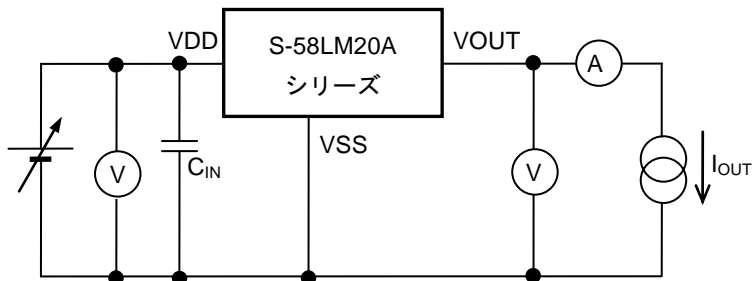 VDD
S-58LM20A
シリーズ
VOUT
A
VSS
V
CIN
V
IOUT